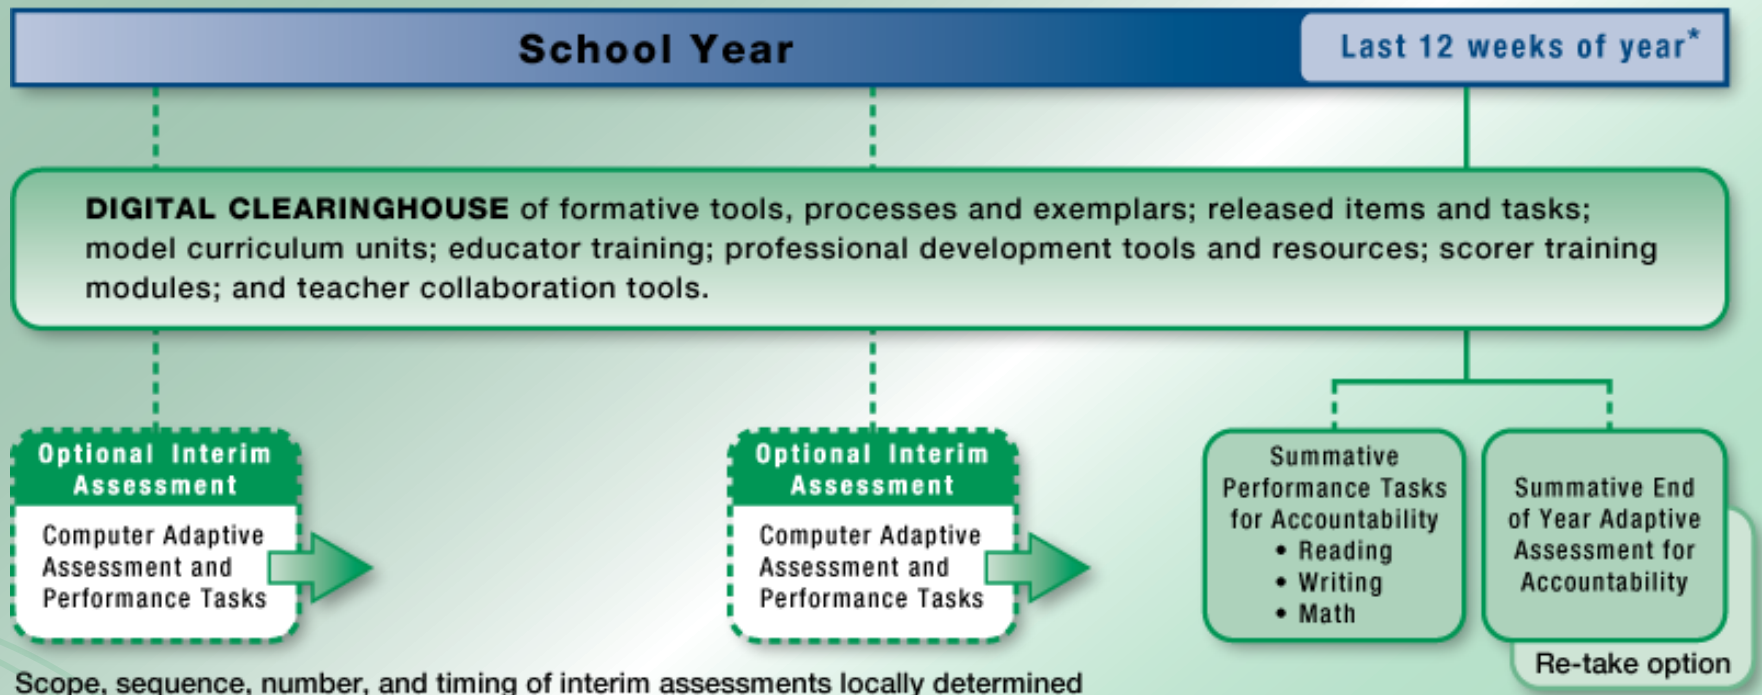 School Year
Last 12 weeks of year*
DIGITAL CLEARINGHOUSE of formative tools, processes and exemplars; released items and tasks;
model curriculum units; educator training; professional development tools and resources; scorer training
modules; and teacher collaboration tools.
Optional Interim
Assessment
Computer Adaptive
Assessment and
Performance Tasks
Optional Interim
Assessment
Computer Adaptive
Assessment and
Performance Tasks
Summative
Performance Tasks
for Accountability
• Reading
• Writing
• Math
Summative End
of Year Adaptive
Assessment for
Accountability
Re-take option
Scope, sequence, number, and timing of interim assessments locally determined